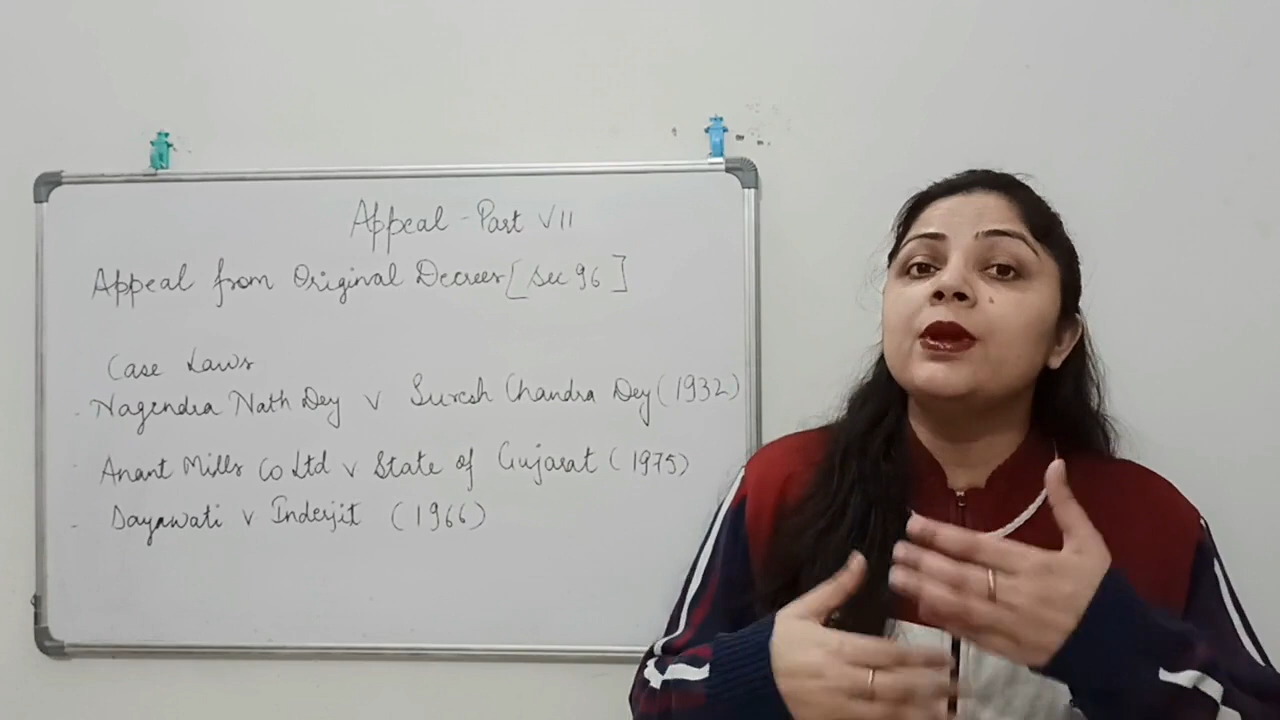 Appeal - Part VII
Appeal from Original Decrees [Sec 96]
Case Laws
- Nagendra Nath Dey v Suresh Chandra Dey (1932)
- Anant Mills Co Ltd v State of Gujarat (1975)
- Dayawati v Inderjit (1966)